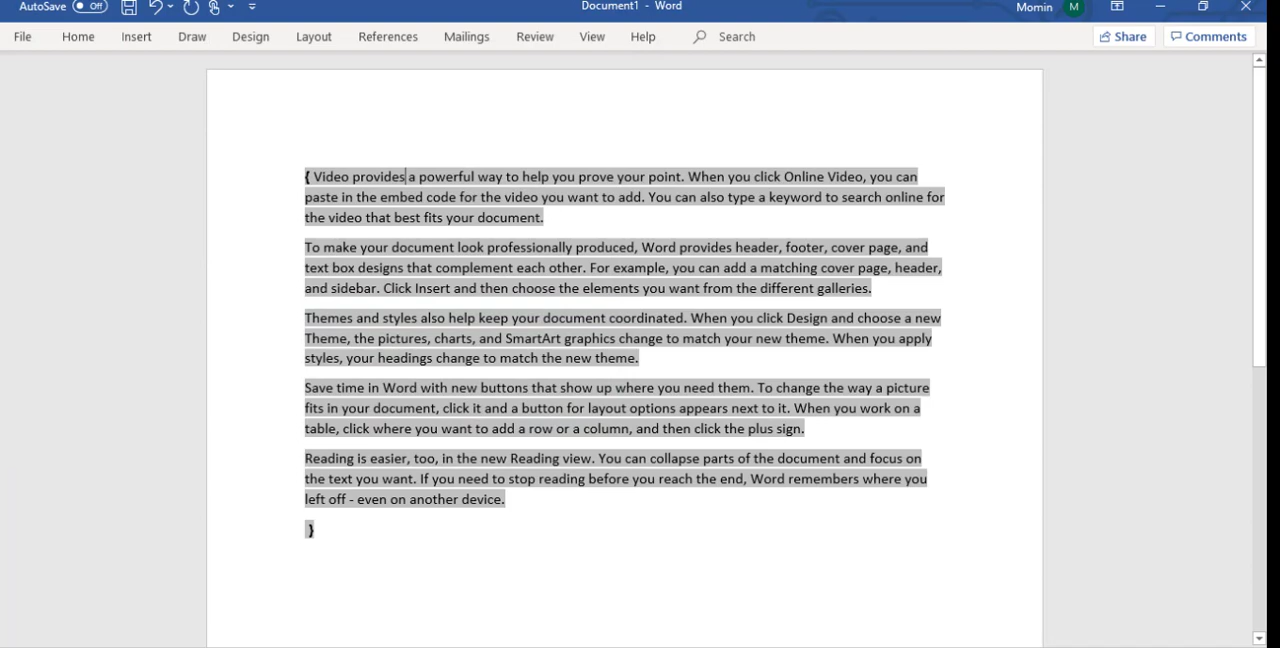 AutoSave Off Document1 - Word Momin M
File Home Insert Draw Design Layout References Mailings Review View Help Search Share Comments
{ Video provides a powerful way to help you prove your point. When you click Online Video, you can
paste in the embed code for the video you want to add. You can also type a keyword to search online for
the video that best fits your document.
To make your document look professionally produced, Word provides header, footer, cover page, and
text box designs that complement each other. For example, you can add a matching cover page, header,
and sidebar. Click Insert and then choose the elements you want from the different galleries.
Themes and styles also help keep your document coordinated. When you click Design and choose a new
Theme, the pictures, charts, and SmartArt graphics change to match your new theme. When you apply
styles, your headings change to match the new theme.
Save time in Word with new buttons that show up where you need them. To change the way a picture
fits in your document, click it and a button for layout options appears next to it. When you work on a
table, click where you want to add a row or a column, and then click the plus sign.
Reading is easier, too, in the new Reading view. You can collapse parts of the document and focus on
the text you want. If you need to stop reading before you reach the end, Word remembers where you
left off - even on another device.
}